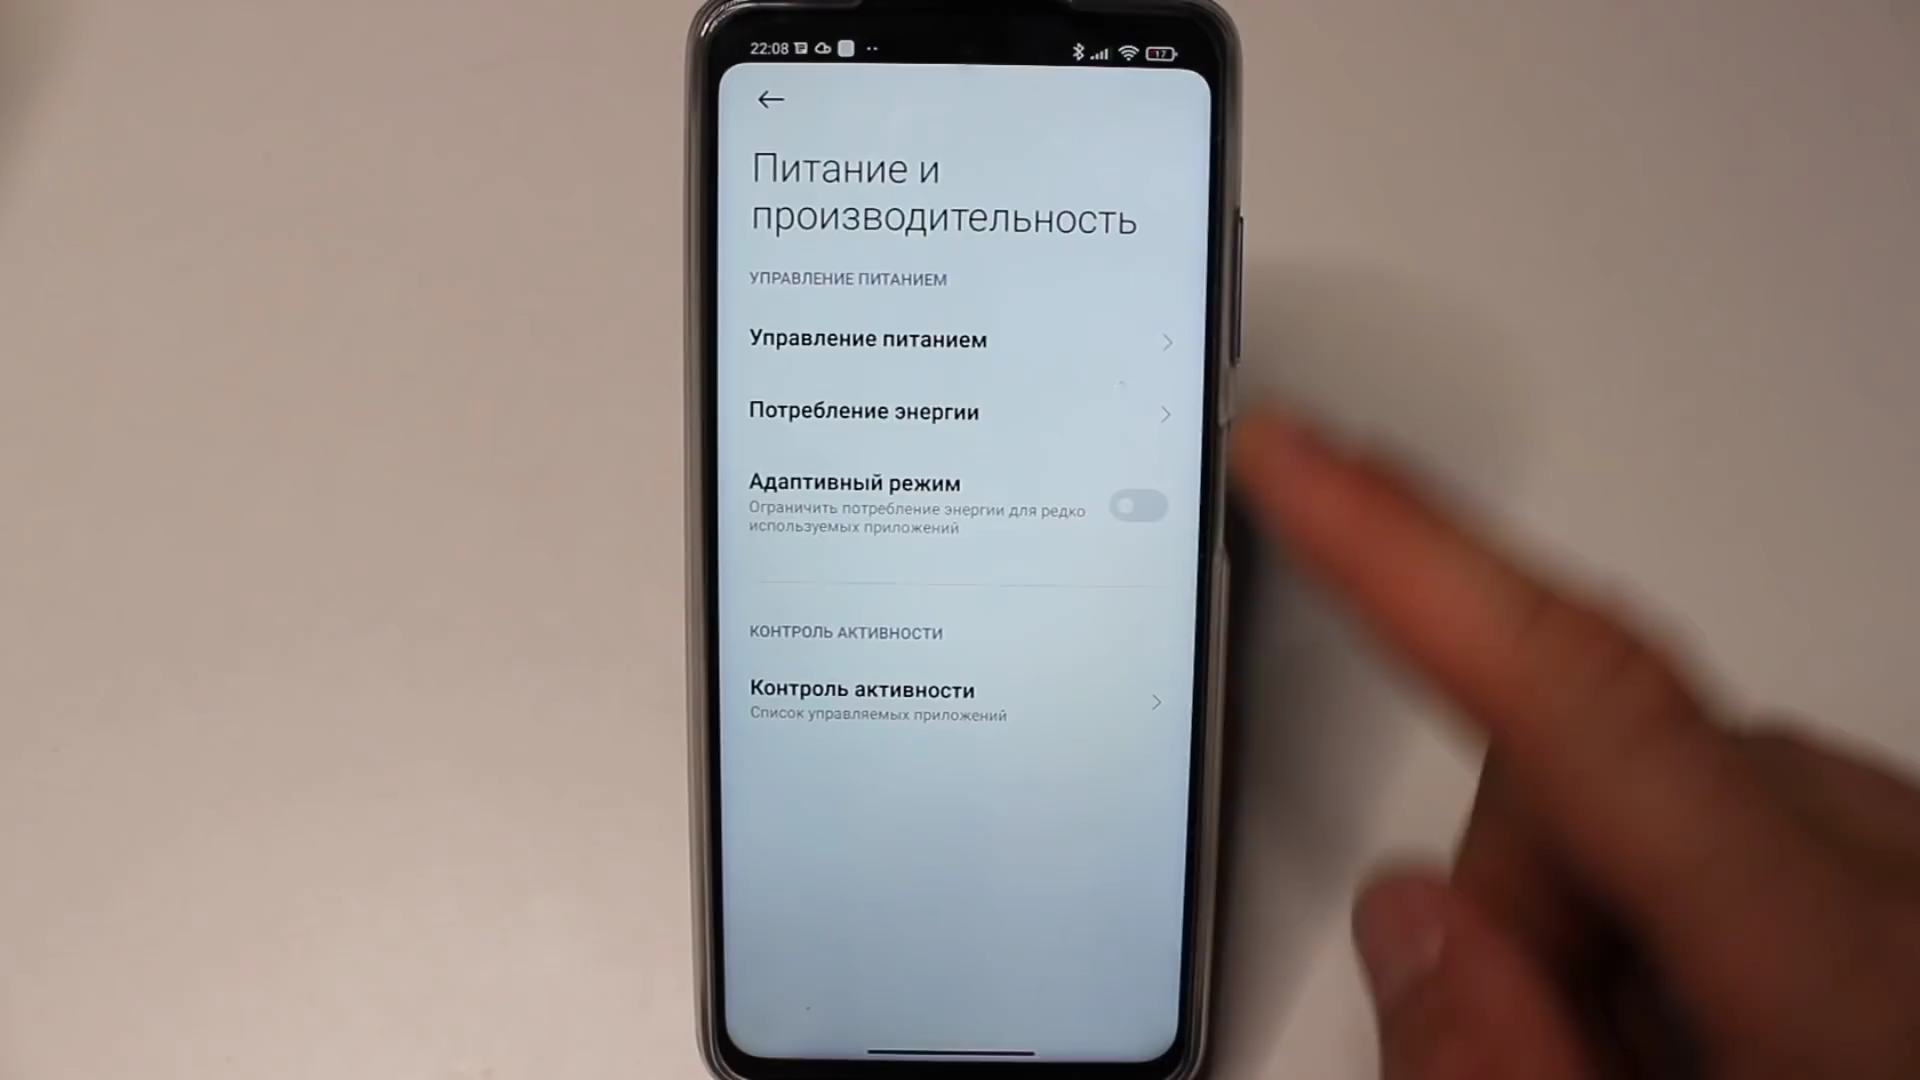 22:08
17
Питание и
производительность
УПРАВЛЕНИЕ ПИТАНИЕМ
Управление питанием
Потребление энергии
Адаптивный режим
Ограничить потребление энергии для редко
используемых приложений
КОНТРОЛЬ АКТИВНОСТИ
Контроль активности
Список управляемых приложений